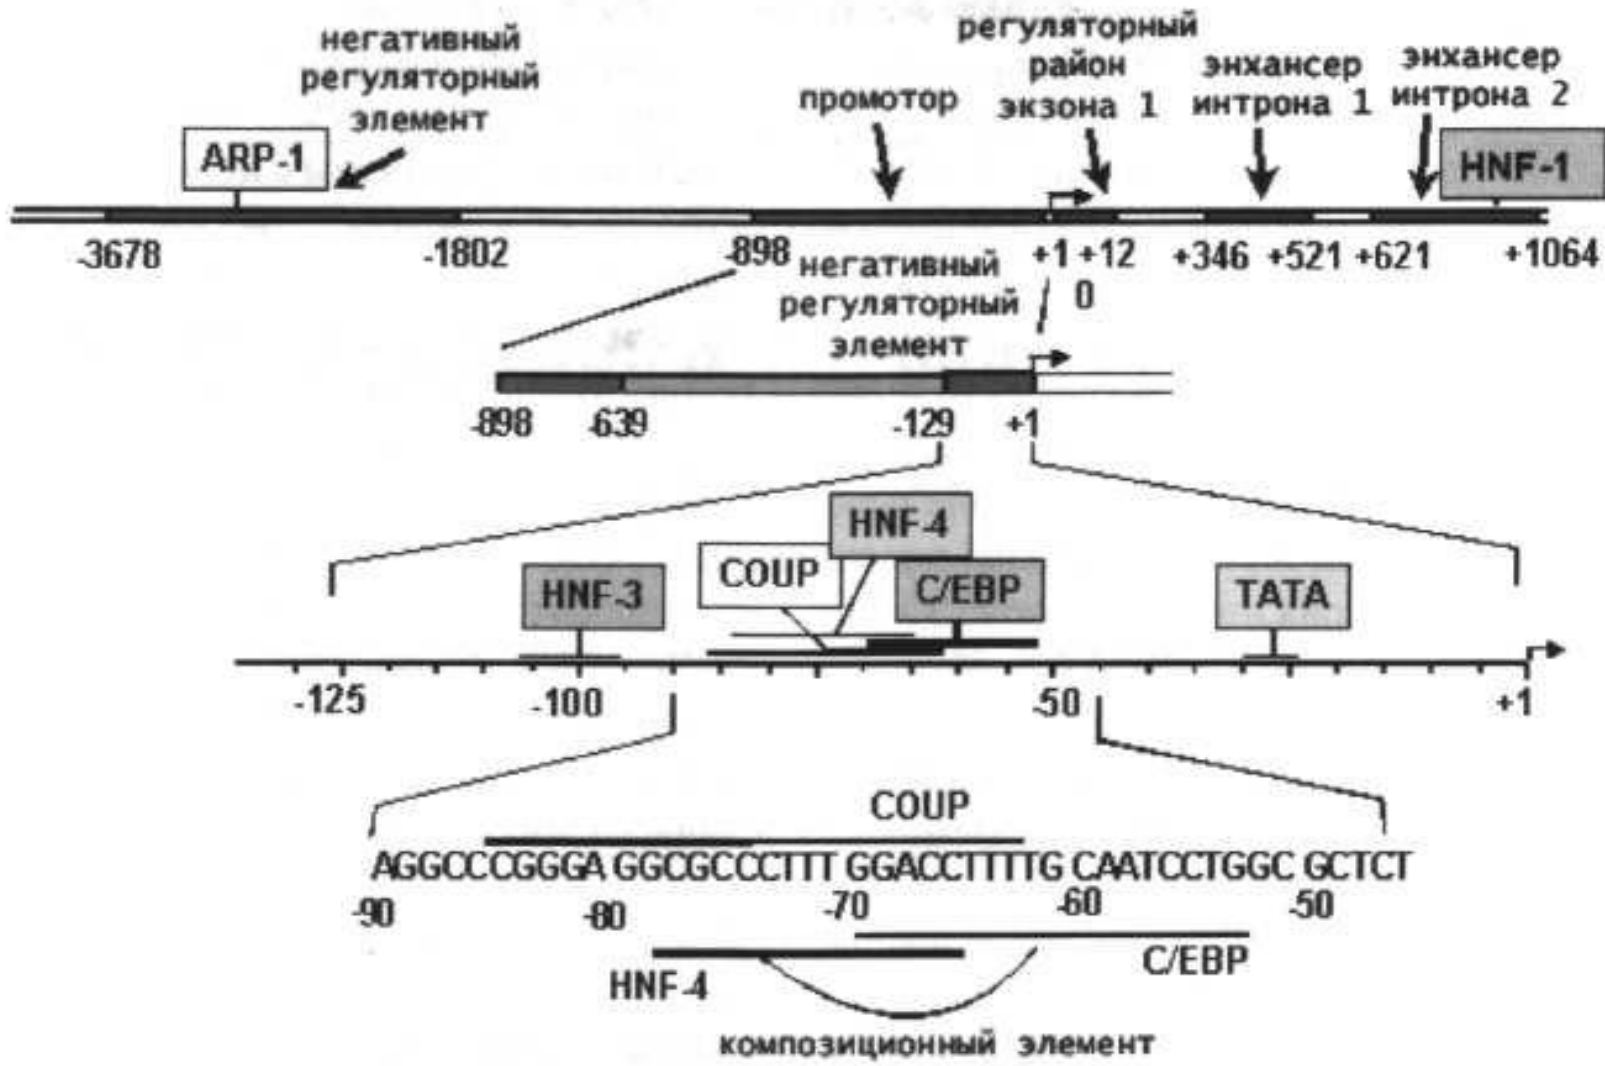 негативный
регуляторный
элемент
ARP-1
промотор
регуляторный
район
экзона 1
энхансер
интрона 1
энхансер
интрона 2
HNF-1
-3678 -1802 -898 +1 +12 +346 +521 +621 +1064
0
негативный
регуляторный
элемент
-898 -639 -129 +1
HNF-4
COUP
HNF-3
C/EBP
TATA
-125 -100 -50 +1
COUP
AGGCCCGGGA GGCGCCCTTT GGACCTTTTG CAATCCTGGC GCTCT
-90 -80 -70 -60 -50
HNF-4
C/EBP
композиционный элемент